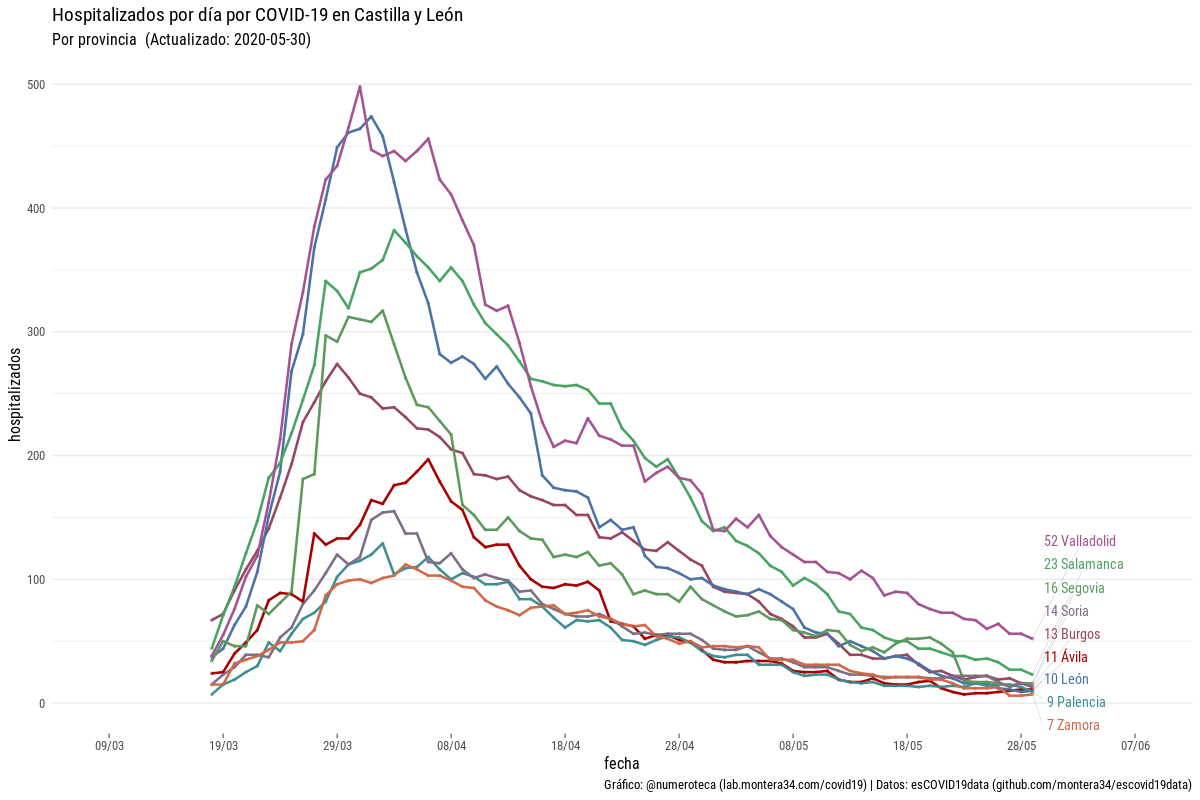 Hospitalizados por día por COVID-19 en Castilla y León
Por provincia  (Actualizado: 2020-05-30)
hospitalizados
500
400
300
200
100
0
52 Valladolid
23 Salamanca
16 Segovia
14 Soria
13 Burgos
11 Ávila
10 León
9 Palencia
7 Zamora
09/03 19/03 29/03 08/04 18/04 28/04 08/05 18/05 28/05 07/06
fecha
Gráfico: @numeroteca (lab.montera34.com/covid19) | Datos: esCOVID19data (github.com/montera34/escovid19data)